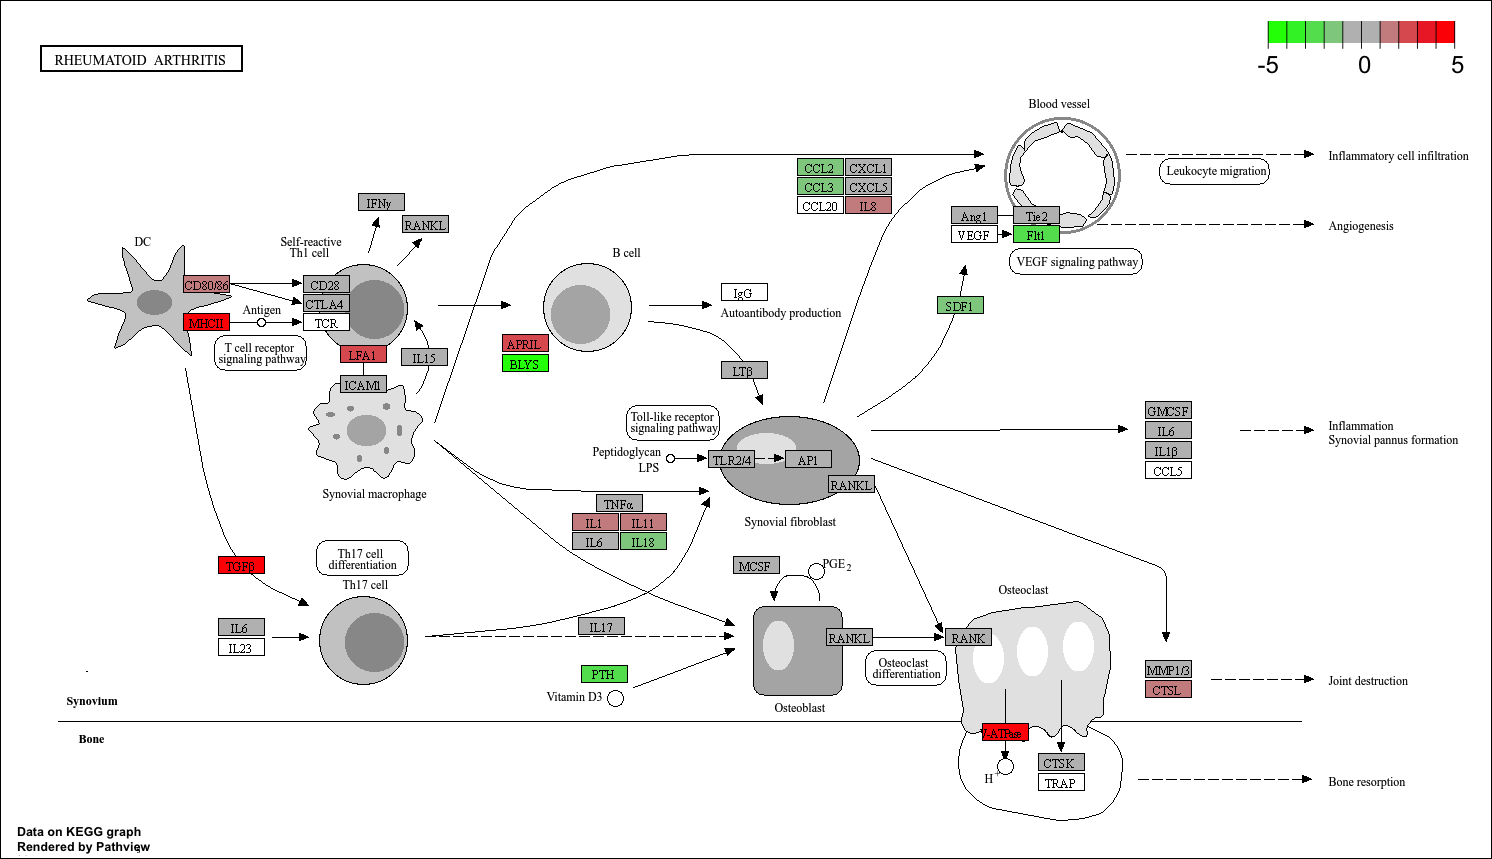 RHEUMATOID ARTHRITIS
-5 0 5
Blood vessel
Inflammatory cell infiltration
Leukocyte migration
CCL2 CXCL1
CCL3 CXCL5
CCL20 IL8
Ang1 Tie2
VEGF Flt1
Angiogenesis
VEGF signaling pathway
IFNγ
RANKL
DC
Self-reactive
Th1 cell
B cell
CD80/86
CD28
CTLA4
MHCII
Antigen
TCR
T cell receptor
signaling pathway
LFA1
IL15
ICAM1
IgG
Autoantibody production
SDF1
APRIL
BLYS
LTβ
Toll-like receptor
signaling pathway
Peptidoglycan
LPS
TLR2/4
AP1
RANKL
Synovial fibroblast
GMCSF
IL6
IL1β
CCL5
Inflammation
Synovial pannus formation
Synovial macrophage
TNFα
IL1 IL11
IL6 IL18
TGFβ
Th17 cell
differentiation
Th17 cell
IL6
IL23
IL17
MCSF
PGE2
PTH
Vitamin D3
Osteoblast
RANKL
RANK
Osteoclast
differentiation
Osteoclast
MMP1/3
CTSL
Joint destruction
Synovium
Bone
V-ATPase
H+
CTSK
TRAP
Bone resorption
Data on KEGG graph
Rendered by Pathview